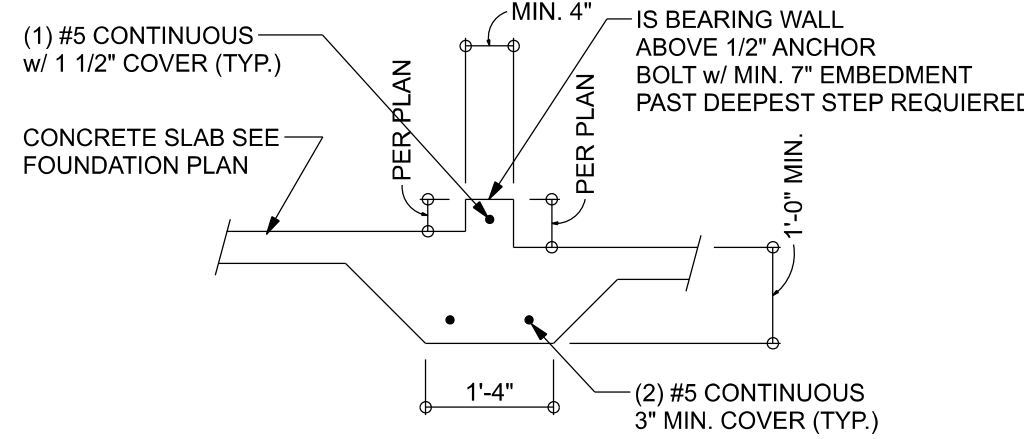 (1) #5 CONTINUOUS
w/ 1 1/2" COVER (TYP.)
CONCRETE SLAB SEE
FOUNDATION PLAN
PER PLAN
MIN. 4"
PER PLAN
IS BEARING WALL
ABOVE 1/2" ANCHOR
BOLT w/ MIN. 7" EMBEDMENT
PAST DEEPEST STEP REQUIERED
1'-0" MIN.
1'-4"
(2) #5 CONTINUOUS
3" MIN. COVER (TYP.)